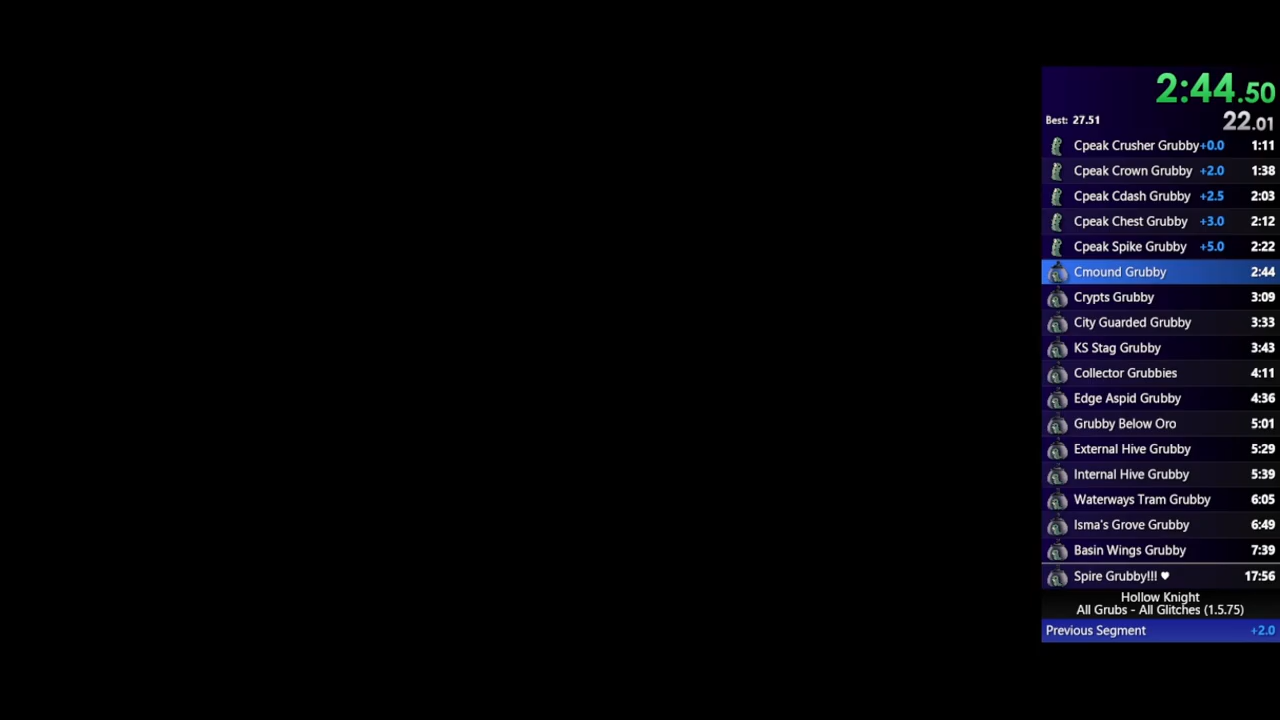 2:44.50
Best: 27.51 22.01
Cpeak Crusher Grubby +0.0 1:11
Cpeak Crown Grubby +2.0 1:38
Cpeak Cdash Grubby +2.5 2:03
Cpeak Chest Grubby +3.0 2:12
Cpeak Spike Grubby +5.0 2:22
Cmound Grubby 2:44
Crypts Grubby 3:09
City Guarded Grubby 3:33
KS Stag Grubby 3:43
Collector Grubbies 4:11
Edge Aspid Grubby 4:36
Grubby Below Oro 5:01
External Hive Grubby 5:29
Internal Hive Grubby 5:39
Waterways Tram Grubby 6:05
Isma's Grove Grubby 6:49
Basin Wings Grubby 7:39
Spire Grubby!!! ♥ 17:56
Hollow Knight
All Grubs - All Glitches (1.5.75)
Previous Segment +2.0